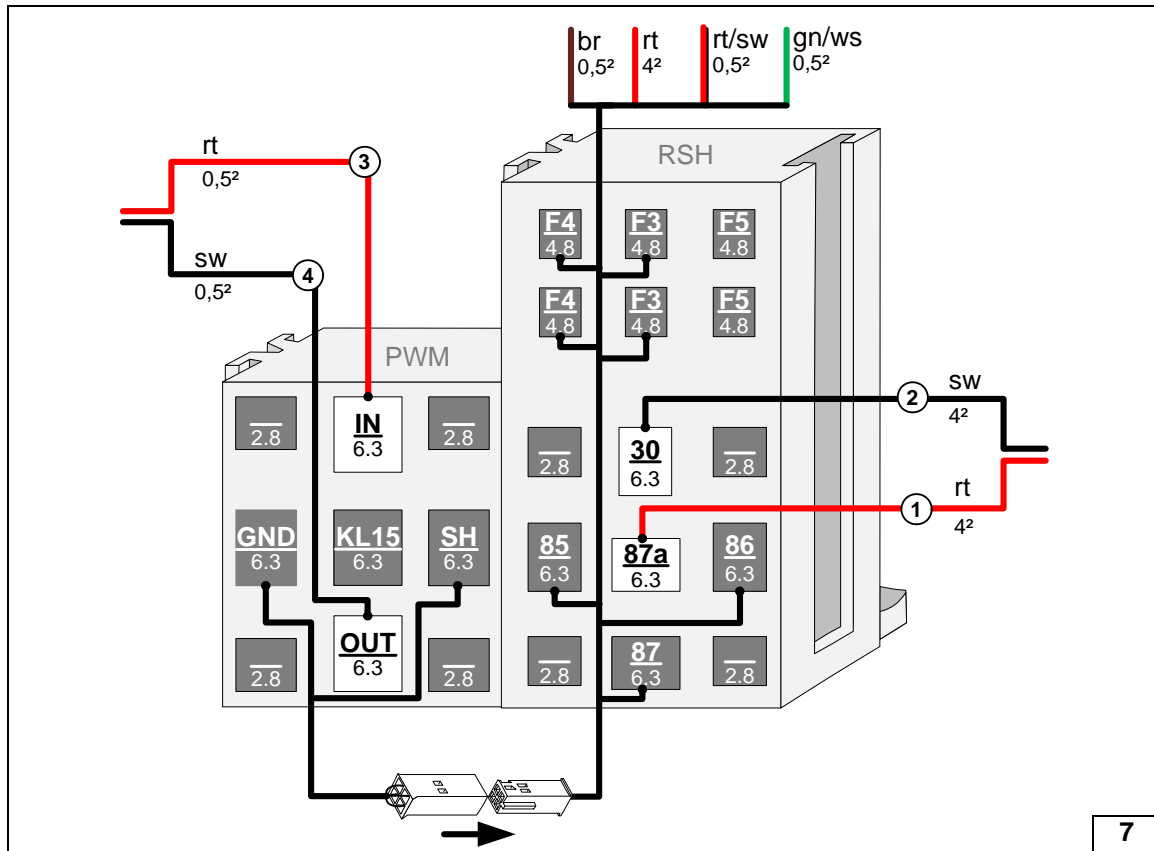 br rt rt/sw gn/ws
0,5² 4² 0,5² 0,5²
rt 3 RSH
0,5²
F4 F3 F5
4.8 4.8 4.8
sw 4
0,5²
F4 F3 F5
4.8 4.8 4.8
PWM
2 sw
4²
IN
2.8 6.3 2.8
30
2.8 6.3 2.8
rt
1
4²
GND KL15 SH 85 87a 86
6.3 6.3 6.3 6.3 6.3 6.3
OUT 87
2.8 6.3 2.8 2.8 6.3 2.8
7